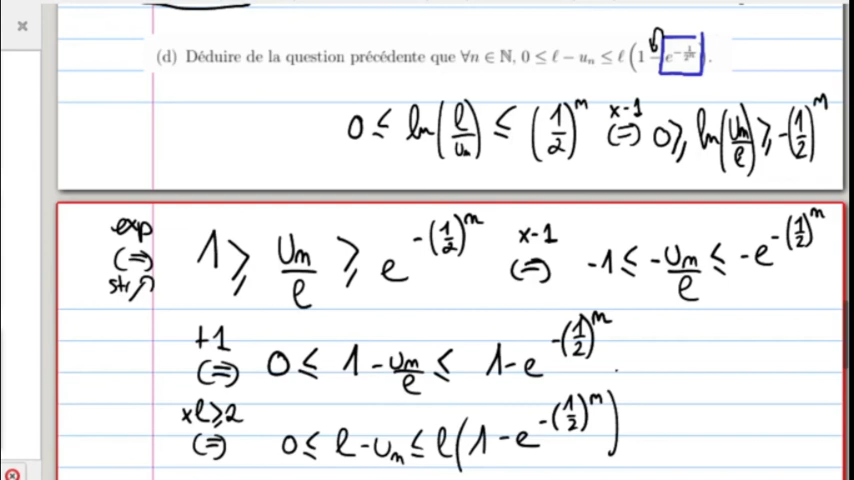 (d) Déduire de la question précédente que ∀n ∈ ℕ, 0 ≤ ℓ − uₙ ≤ ℓ (1 − e^(−1/2ⁿ)).
0 ≤ ln(ℓ/uₙ) ≤ (1/2)ⁿ ×-1 (=) 0 ≥ ln(uₙ/ℓ) ≥ -(1/2)ⁿ
exp (=) str ↗ 1 ≥ uₙ/ℓ ≥ e^(-(1/2)ⁿ) ×-1 (=) -1 ≤ -uₙ/ℓ ≤ -e^(-(1/2)ⁿ)
+1 (=) 0 ≤ 1 - uₙ/ℓ ≤ 1 - e^(-(1/2)ⁿ)
×ℓ≥2 (=) 0 ≤ ℓ - uₙ ≤ ℓ(1 - e^(-(1/2)ⁿ))